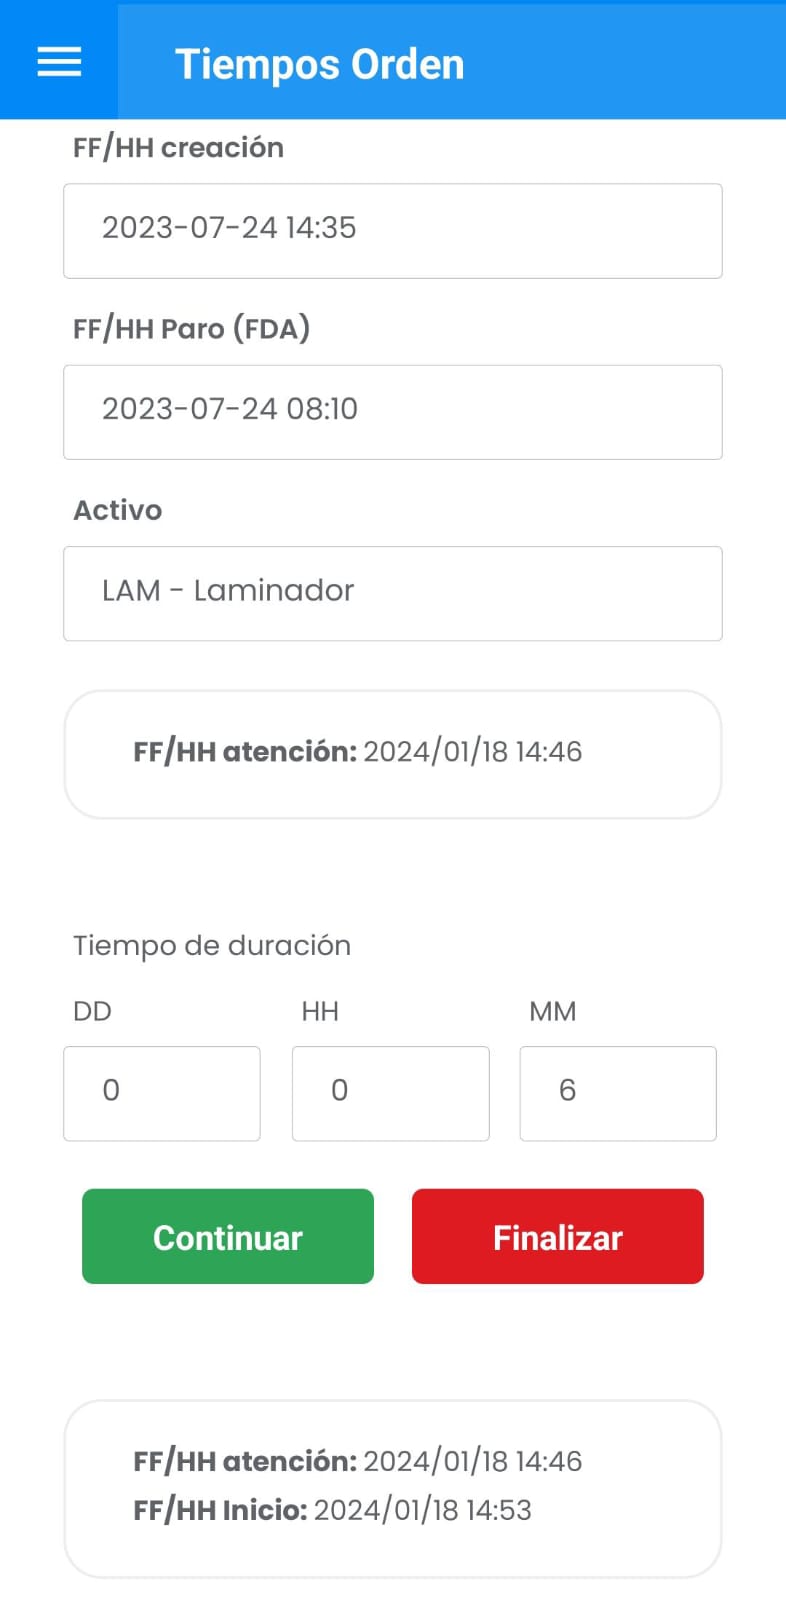 Tiempos Orden
FF/HH creación
2023-07-24 14:35
FF/HH Paro (FDA)
2023-07-24 08:10
Activo
LAM - Laminador
FF/HH atención: 2024/01/18 14:46
Tiempo de duración
DD HH MM
0 0 6
Continuar Finalizar
FF/HH atención: 2024/01/18 14:46
FF/HH Inicio: 2024/01/18 14:53